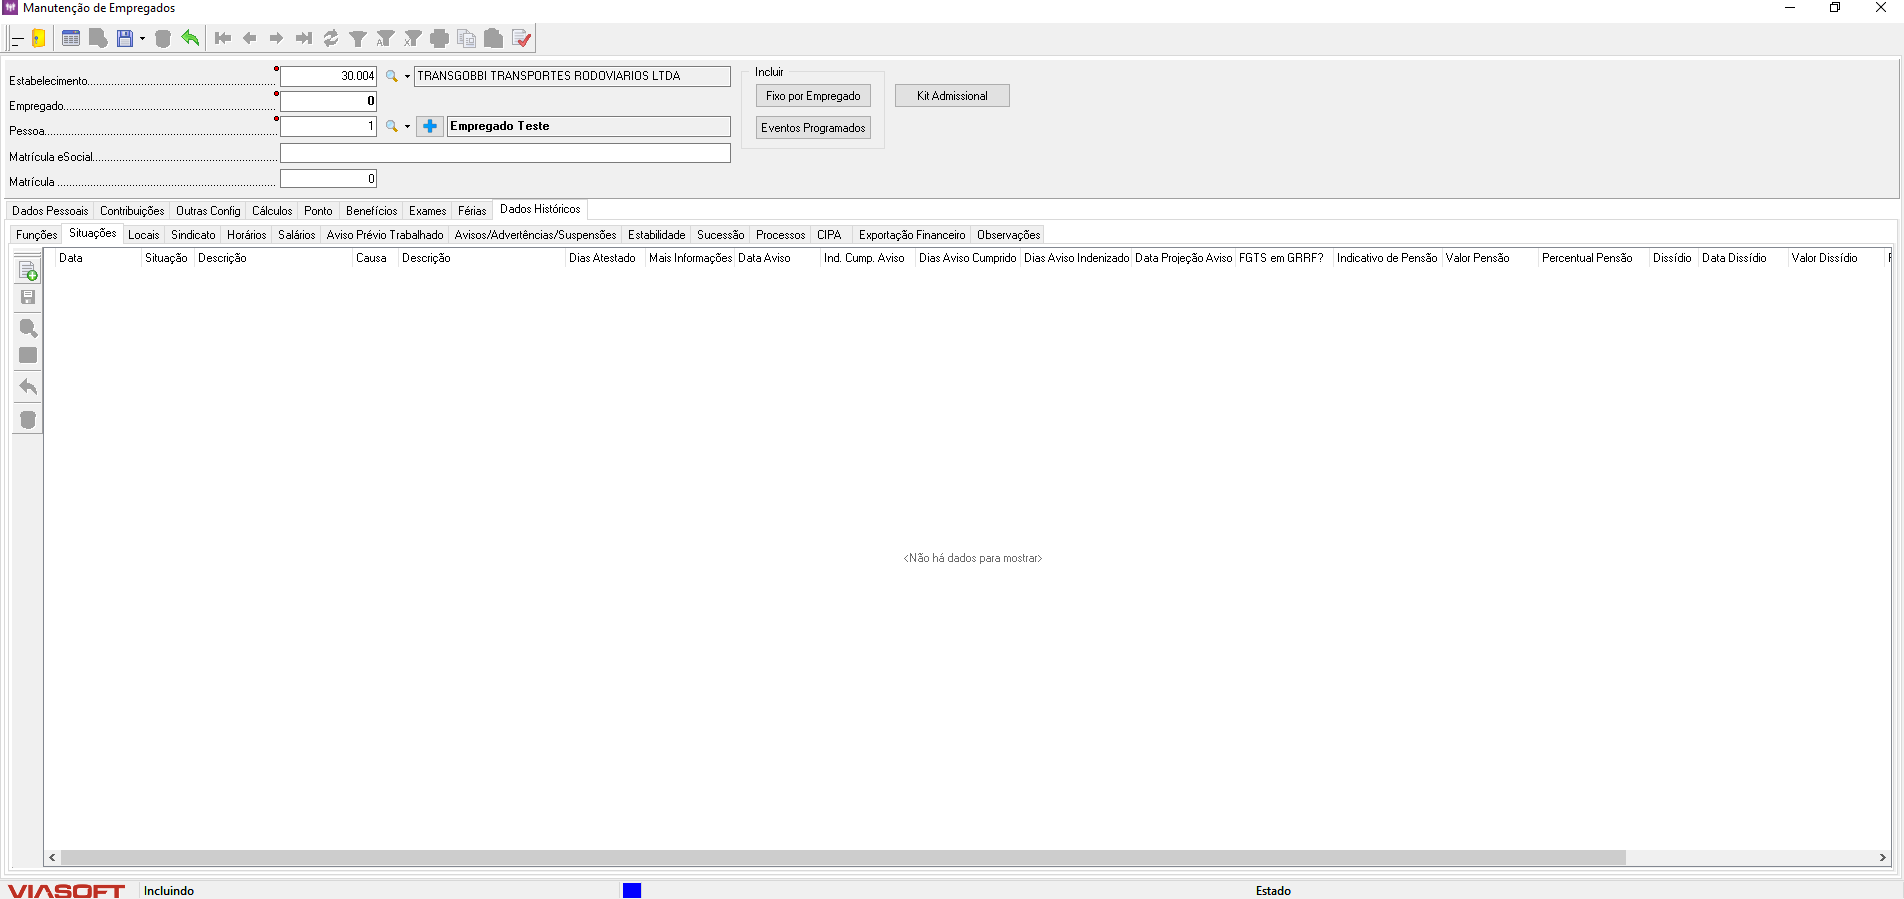 Manutenção de Empregados
Estabelecimento 30.004 TRANSGOBBI TRANSPORTES RODOVIARIOS LTDA
Empregado 0
Pessoa 1 Empregado Teste
Matrícula eSocial
Matrícula 0
Incluir
Fixo por Empregado
Eventos Programados
Kit Admissional
Dados Pessoais Contribuições Outras Config Cálculos Ponto Benefícios Exames Férias Dados Históricos
Funções Situações Locais Sindicato Horários Salários Aviso Prévio Trabalhado Avisos/Advertências/Suspensões Estabilidade Sucessão Processos CIPA Exportação Financeiro Observações
Data Situação Descrição Causa Descrição Dias Atestado Mais Informações Data Aviso Ind. Cump. Aviso Dias Aviso Cumprido Dias Aviso Indenizado Data Projeção Aviso FGTS em GRRF? Indicativo de Pensão Valor Pensão Percentual Pensão Dissídio Data Dissídio Valor Dissídio
<Não há dados para mostrar>
VIASOFT Incluindo Estado